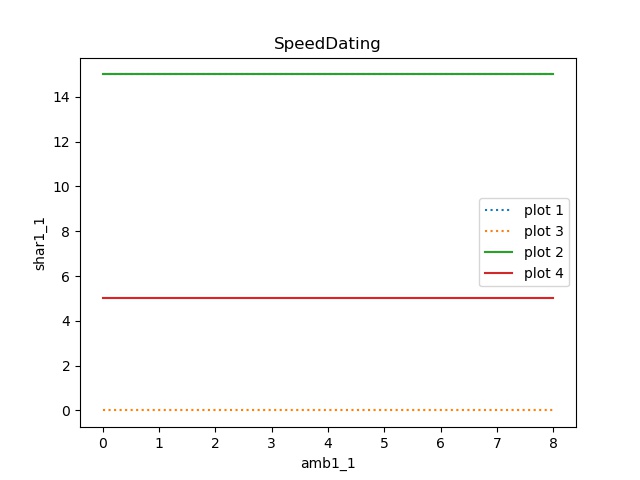 SpeedDating
14
12
10
8
6
4
2
0
shar1_1
plot 1
plot 3
plot 2
plot 4
0 1 2 3 4 5 6 7 8
amb1_1